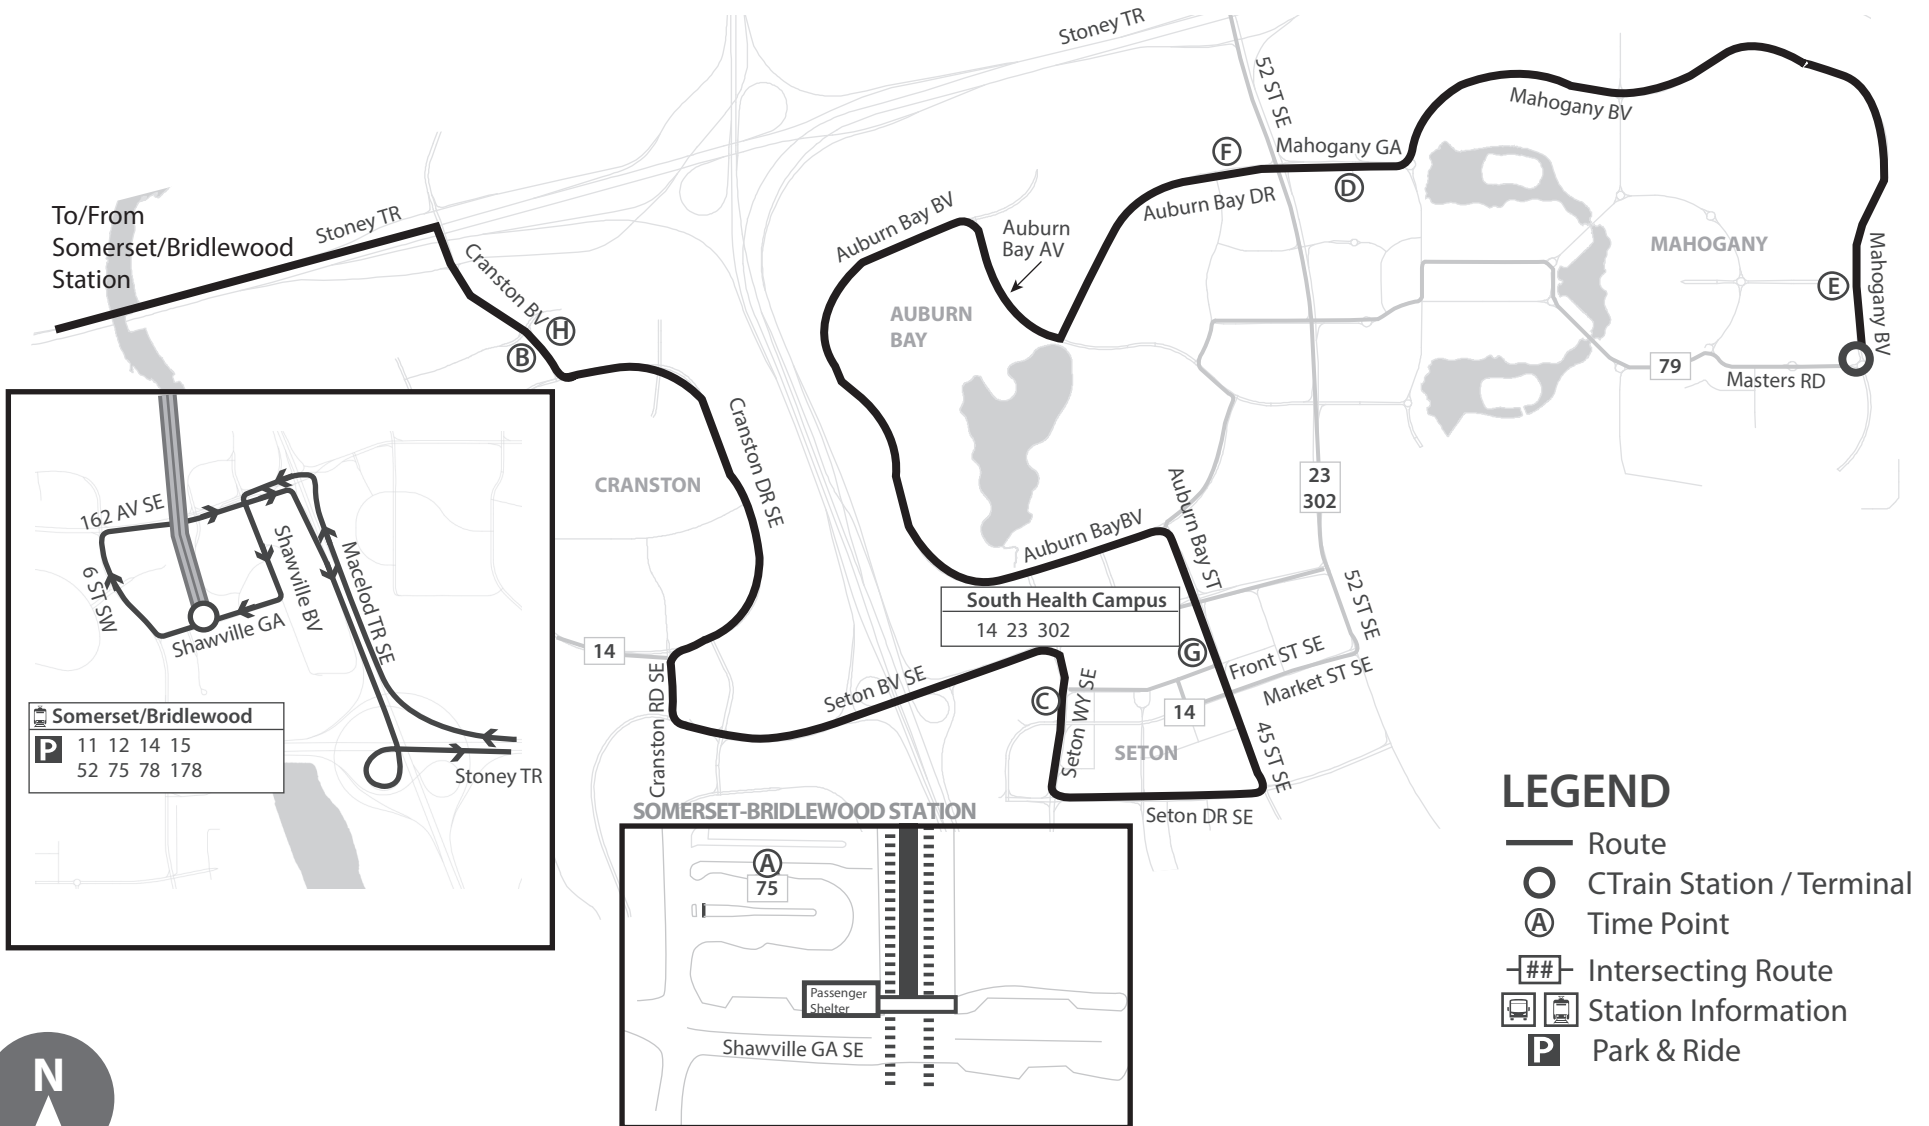 Stoney TR
52 ST SE
Mahogany BV
Mahogany GA
F
D
Auburn Bay DR
To/From
Somerset/Bridlewood
Station
Stoney TR
Auburn Bay BV
Auburn
Bay AV
MAHOGANY
Mahogany BV
E
Cranston BV
H
B
AUBURN
BAY
79
Masters RD
Cranston DR SE
CRANSTON
23
302
Auburn Bay ST
Auburn BayBV
162 AV SE
Shawville BV
Macelod TR SE
6 ST SW
Shawville GA
South Health Campus
14 23 302
52 ST SE
14
G
Front ST SE
Market ST SE
Cranston RD SE
Seton BV SE
C
Seton WY SE
14
SETON
45 ST SE
Seton DR SE
Somerset/Bridlewood
P
11 12 14 15
52 75 78 178
Stoney TR
SOMERSET-BRIDLEWOOD STATION
A
75
Passenger
Shelter
Shawville GA SE
LEGEND
Route
CTrain Station / Terminal
A Time Point
## Intersecting Route
Station Information
P Park & Ride
N